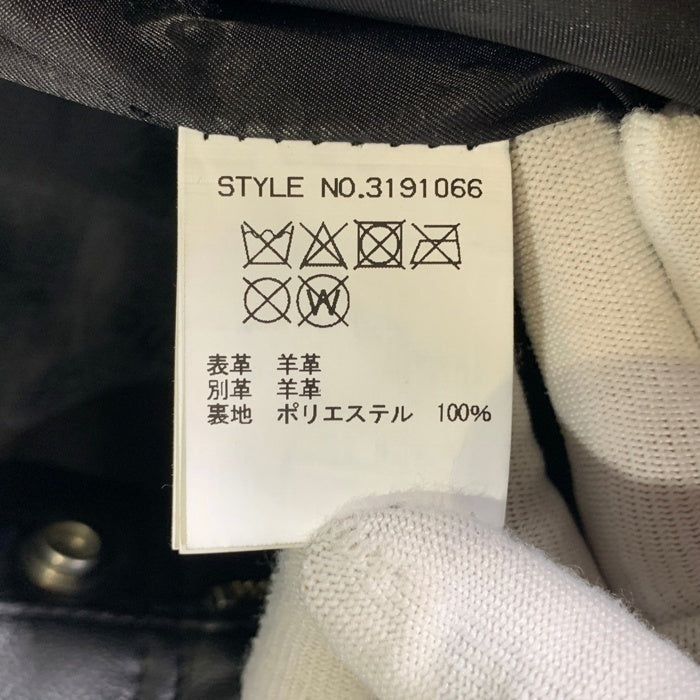 STYLE NO.3191066
W
表革 羊革
別革 羊革
裏地 ポリエステル 100%